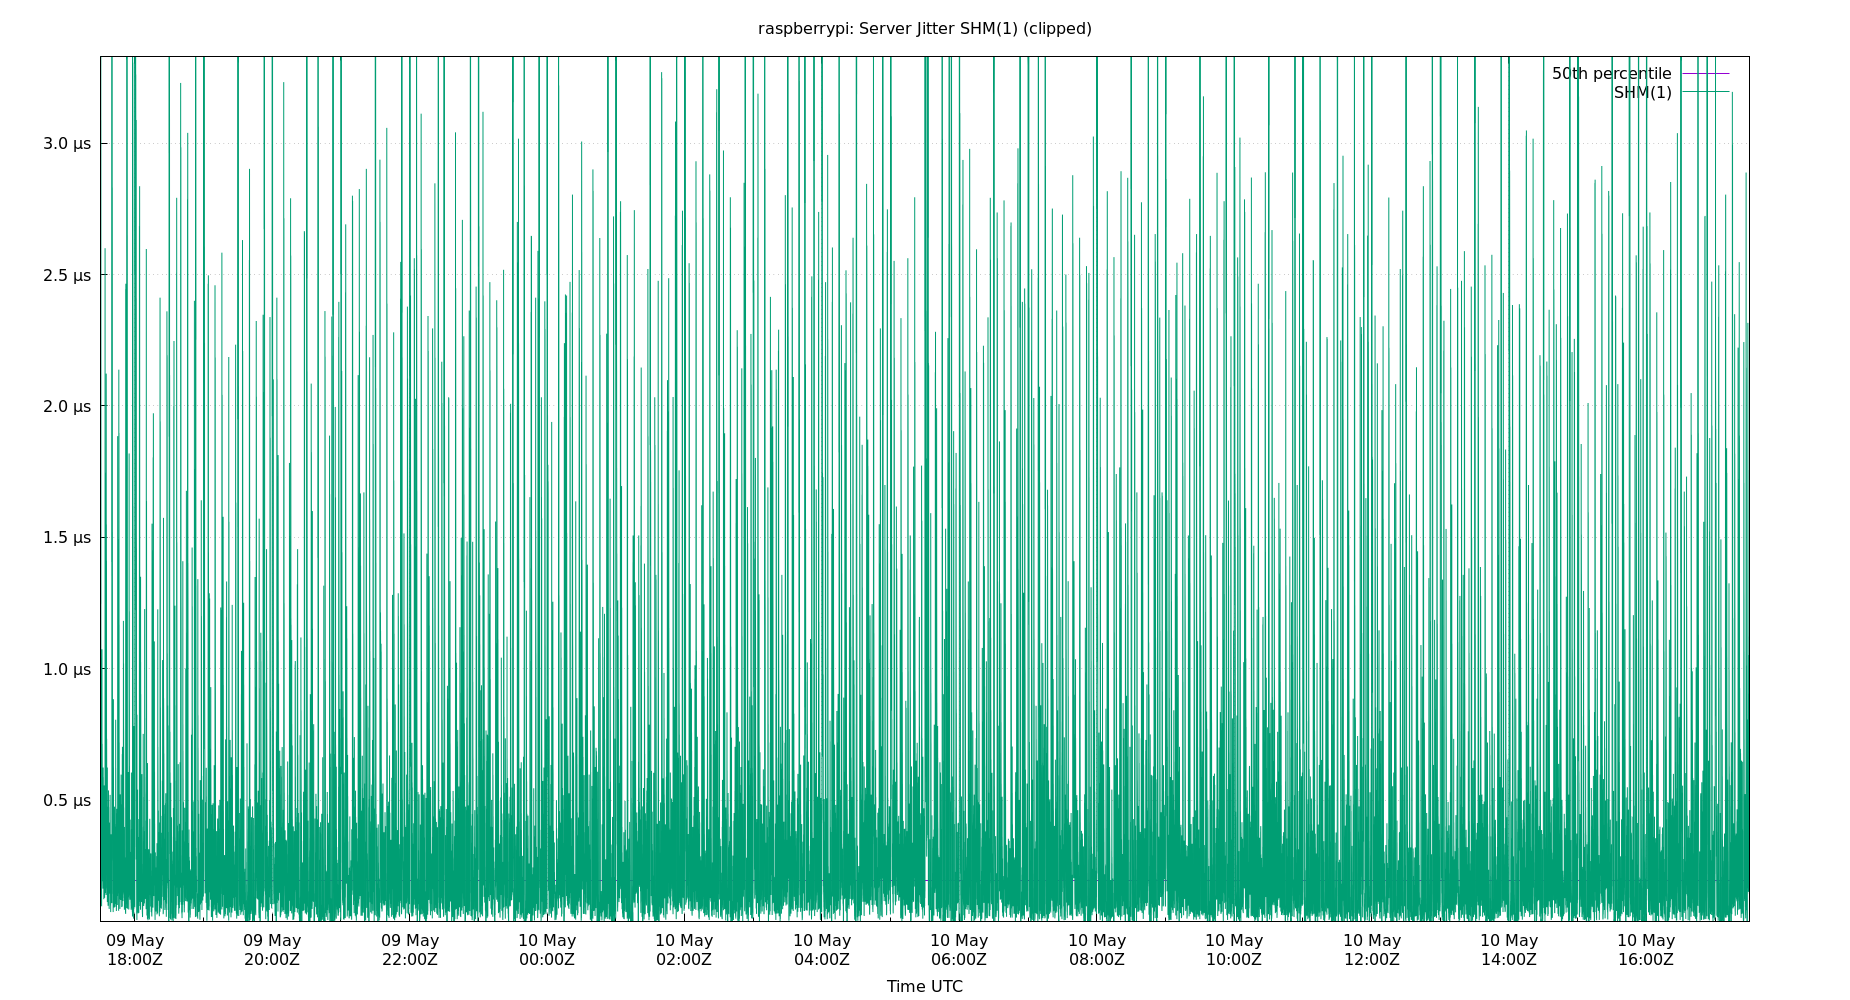 raspberrypi: Server Jitter SHM(1) (clipped)
50th percentile
SHM(1)
3.0 µs
2.5 µs
2.0 µs
1.5 µs
1.0 µs
0.5 µs
09 May 09 May 09 May 10 May 10 May 10 May 10 May 10 May 10 May 10 May 10 May 10 May
18:00Z 20:00Z 22:00Z 00:00Z 02:00Z 04:00Z 06:00Z 08:00Z 10:00Z 12:00Z 14:00Z 16:00Z
Time UTC